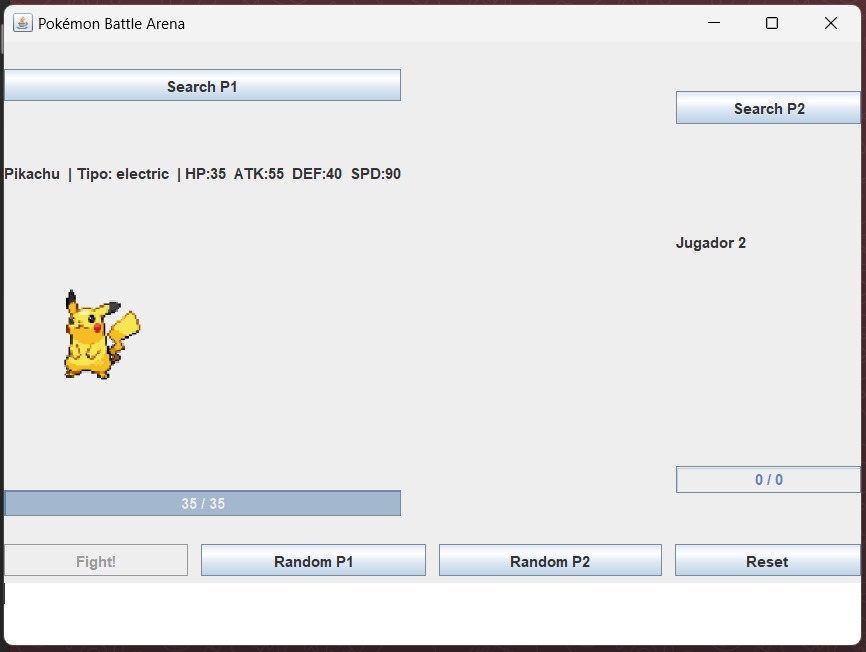 Pokémon Battle Arena
Search P1
Search P2
Pikachu | Tipo: electric | HP:35 ATK:55 DEF:40 SPD:90
Jugador 2
0 / 0
35 / 35
Fight!
Random P1
Random P2
Reset